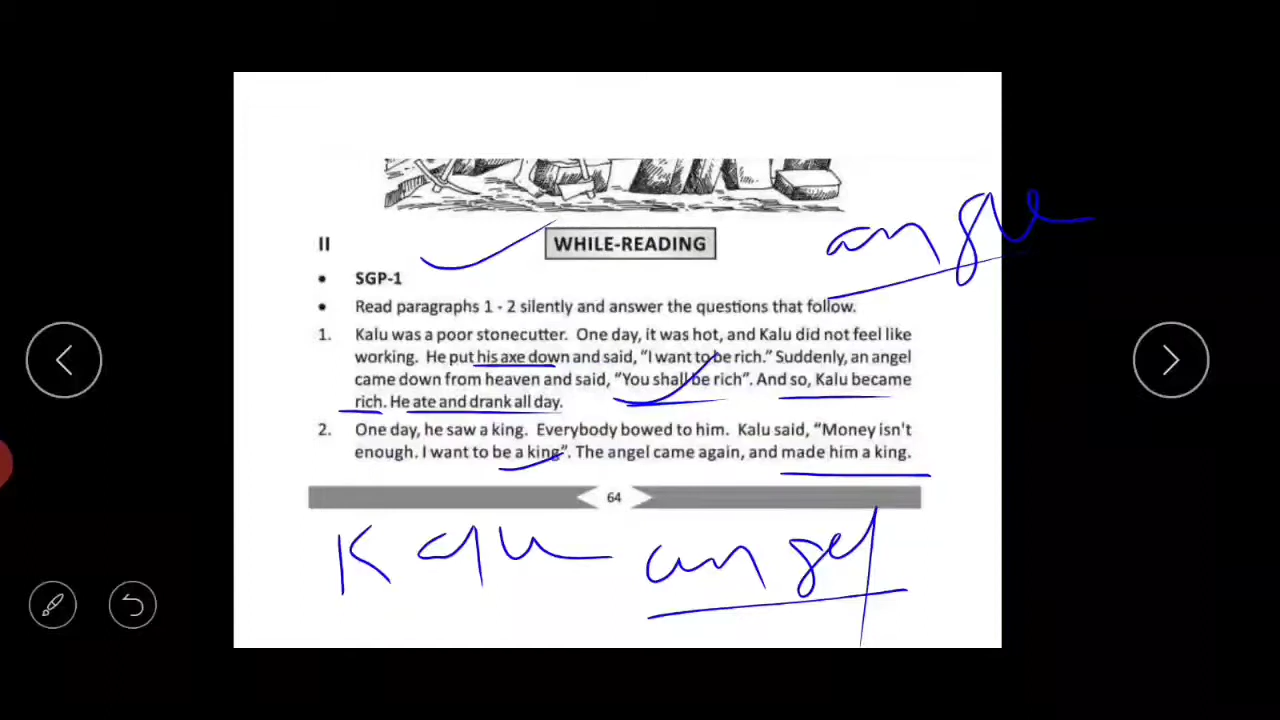 angle
II
WHILE-READING
• SGP-1
• Read paragraphs 1 - 2 silently and answer the questions that follow.
1. Kalu was a poor stonecutter. One day, it was hot, and Kalu did not feel like
working. He put his axe down and said, “I want to be rich.” Suddenly, an angel
came down from heaven and said, “You shall be rich”. And so, Kalu became
rich. He ate and drank all day.
2. One day, he saw a king. Everybody bowed to him. Kalu said, “Money isn't
enough. I want to be a king”. The angel came again, and made him a king.
64
Kalu angel